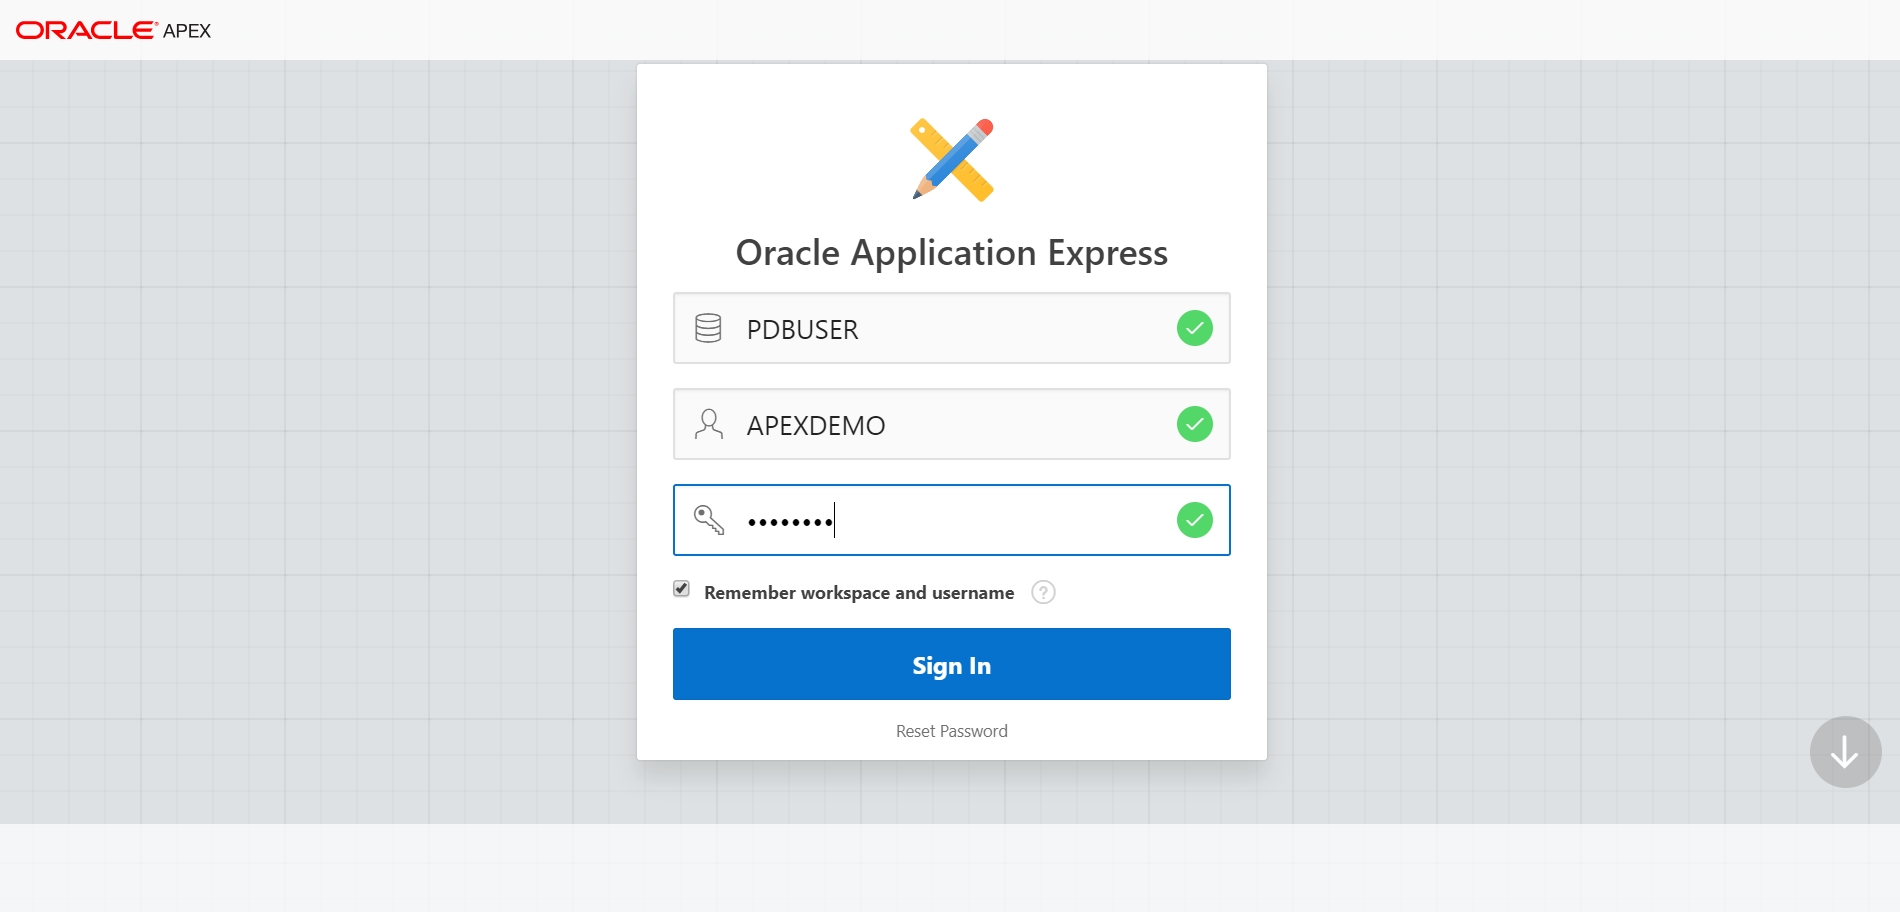 ORACLE® APEX
Oracle Application Express
PDBUSER
APEXDEMO
••••••••
Remember workspace and username ?
Sign In
Reset Password